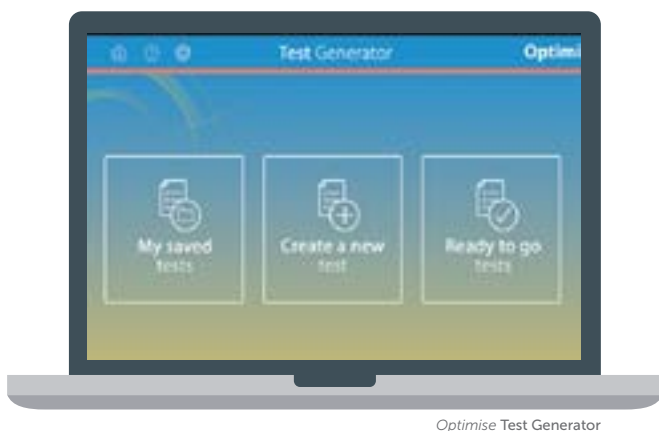 Test Generator Optimi
My saved tests
Create a new test
Ready to go tests
Optimise Test Generator